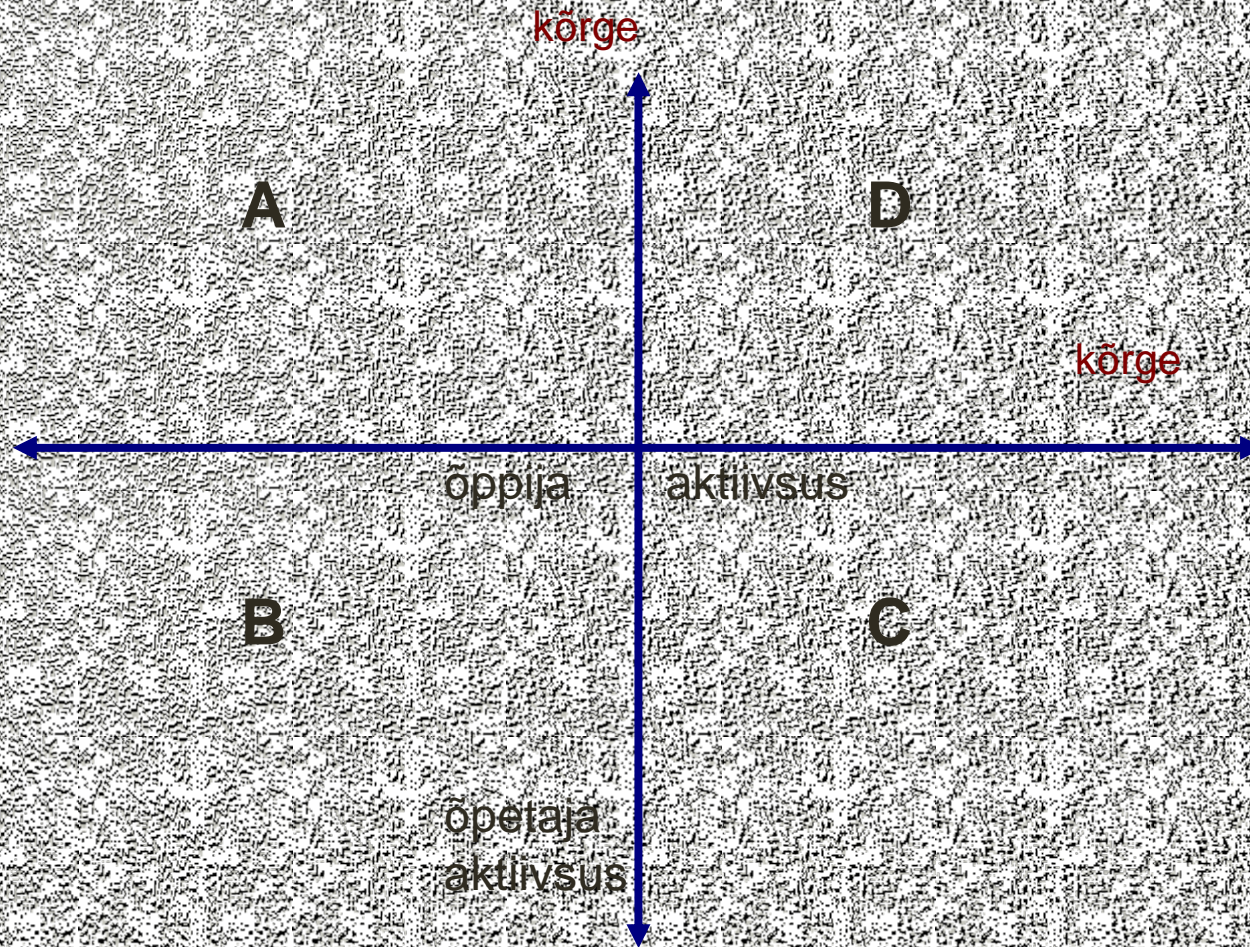 kõrge
A D
kõrge
õppija aktiivsus
B C
õpetaja
aktiivsus